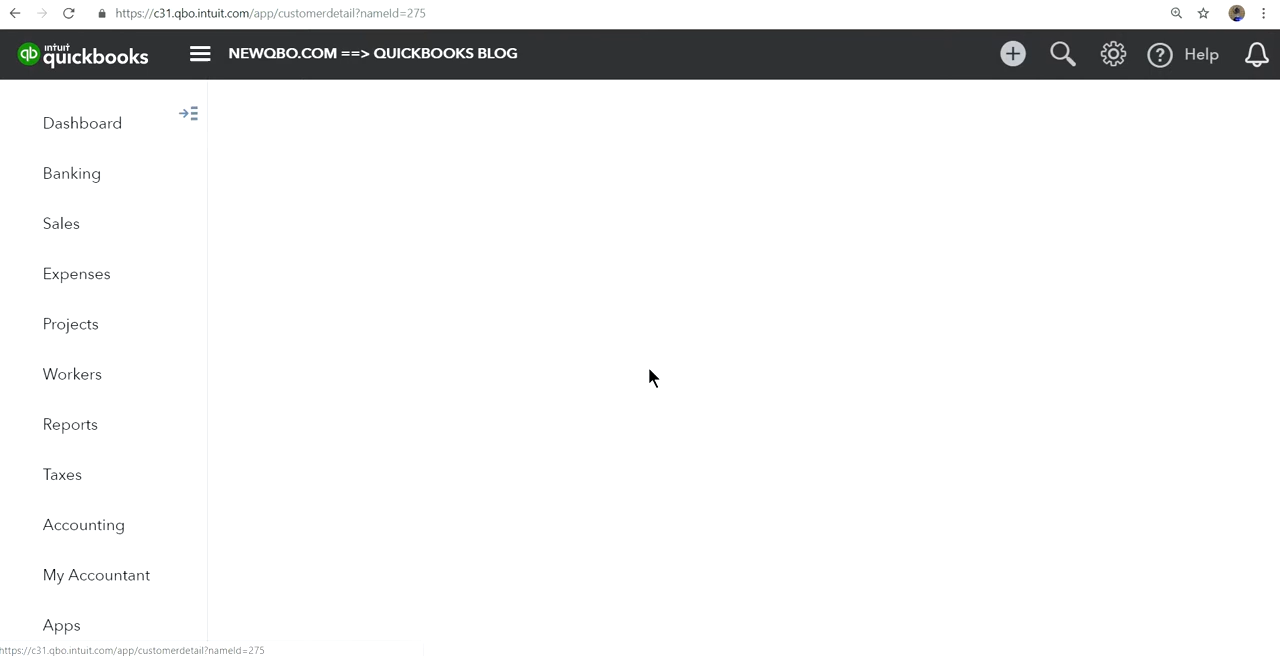 https://c31.qbo.intuit.com/app/customerdetail?nameId=275
qb intuit quickbooks
NEWQBO.COM ==> QUICKBOOKS BLOG
? Help
Dashboard
Banking
Sales
Expenses
Projects
Workers
Reports
Taxes
Accounting
My Accountant
Apps
https://c31.qbo.intuit.com/app/customerdetail?nameId=275